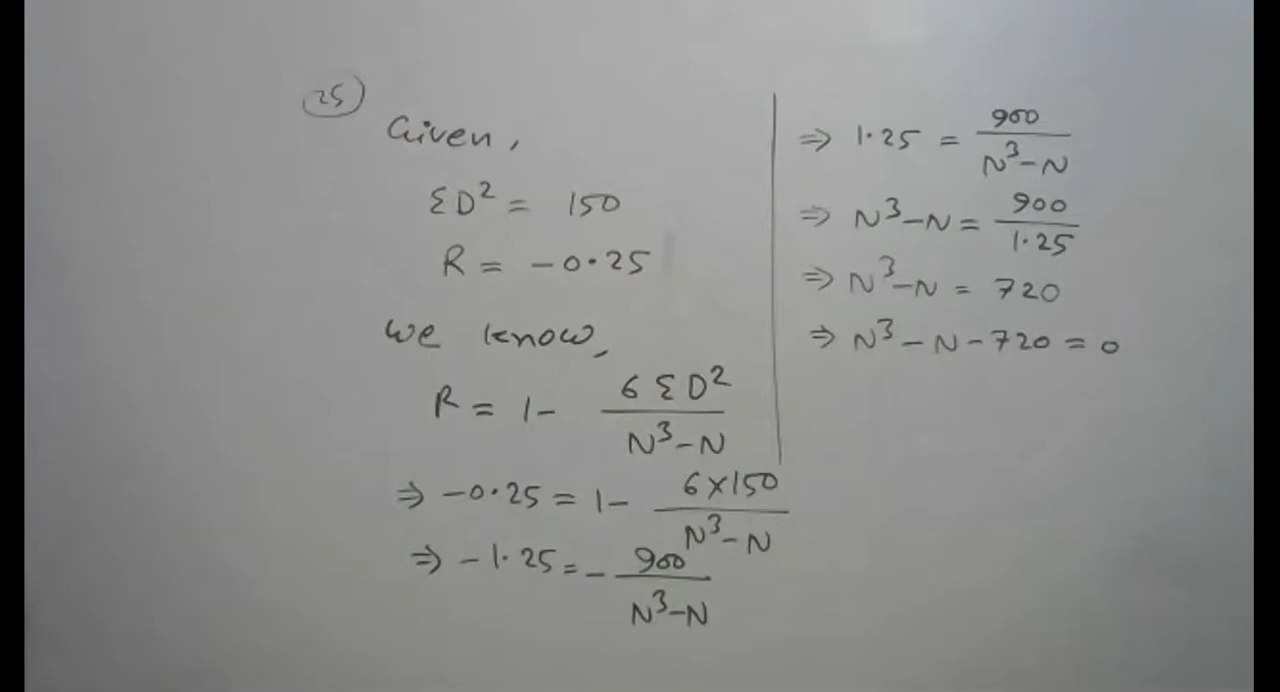 25
Given,
ΣD² = 150
R = -0.25
We know,
R = 1 - 6ΣD² / N³-N
⇒ -0.25 = 1 - 6×150 / N³-N
⇒ -1.25 = - 900 / N³-N
⇒ 1.25 = 900 / N³-N
⇒ N³-N = 900 / 1.25
⇒ N³-N = 720
⇒ N³-N-720 = 0